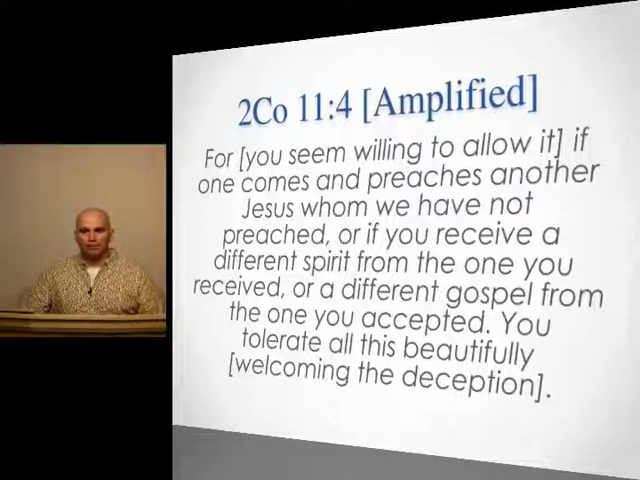 2Co 11:4 [Amplified]
For [you seem willing to allow it] if
one comes and preaches another
Jesus whom we have not
preached, or if you receive a
different spirit from the one you
received, or a different gospel from
the one you accepted. You
tolerate all this beautifully
[welcoming the deception].